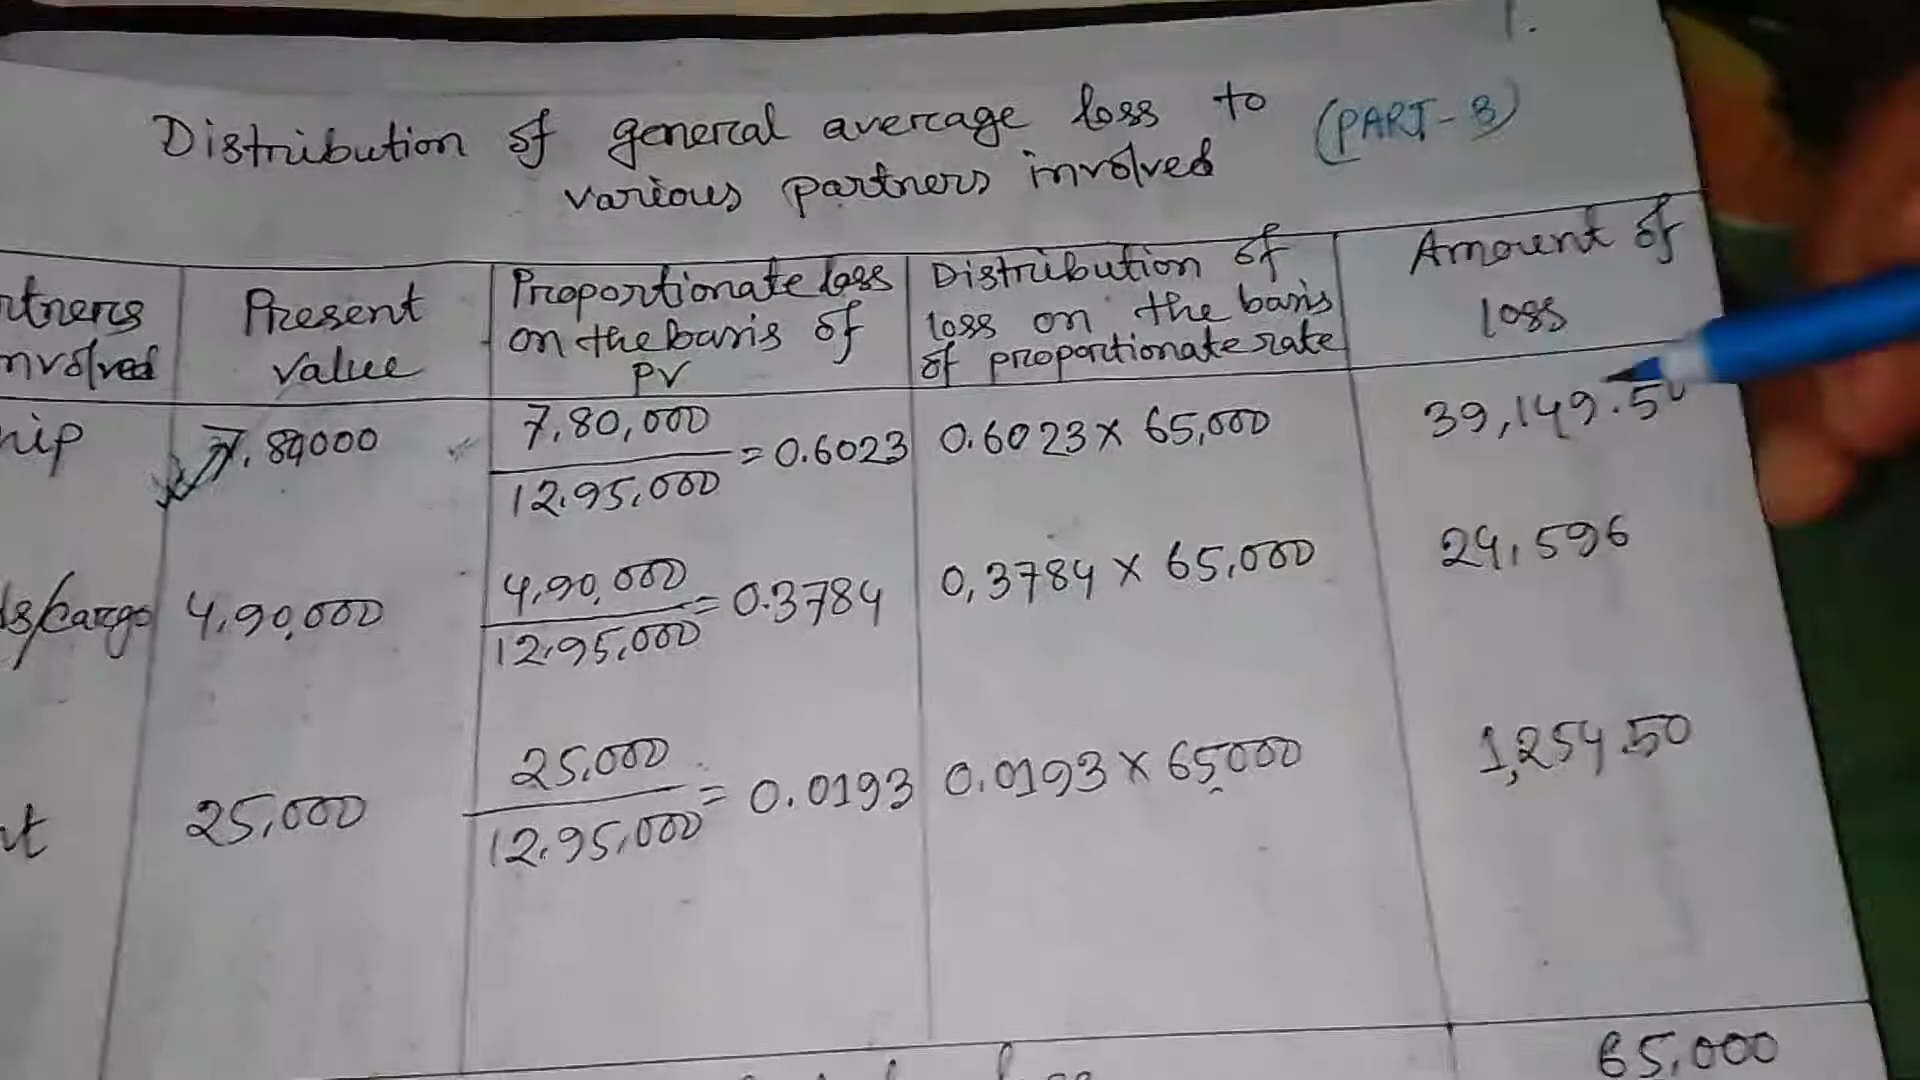 Distribution of general average loss to (PART-3)
various partners involved
rtners
nvolved
Present
value
Proportionate loss
on the basis of
PV
Distribution of
loss on the basis
of proportionate rate
Amount of
loss
hip
7,80,000
12,95,000
= 0.6023
0.6023 × 65,000
39,149.50
ds/cargo
4,90,000
4,90,000
12,95,000
= 0.3784
0,3784 × 65,000
24,596
ht
25,000
25,000
12,95,000
= 0.0193
0.0193 × 65000
1,254.50
65,000